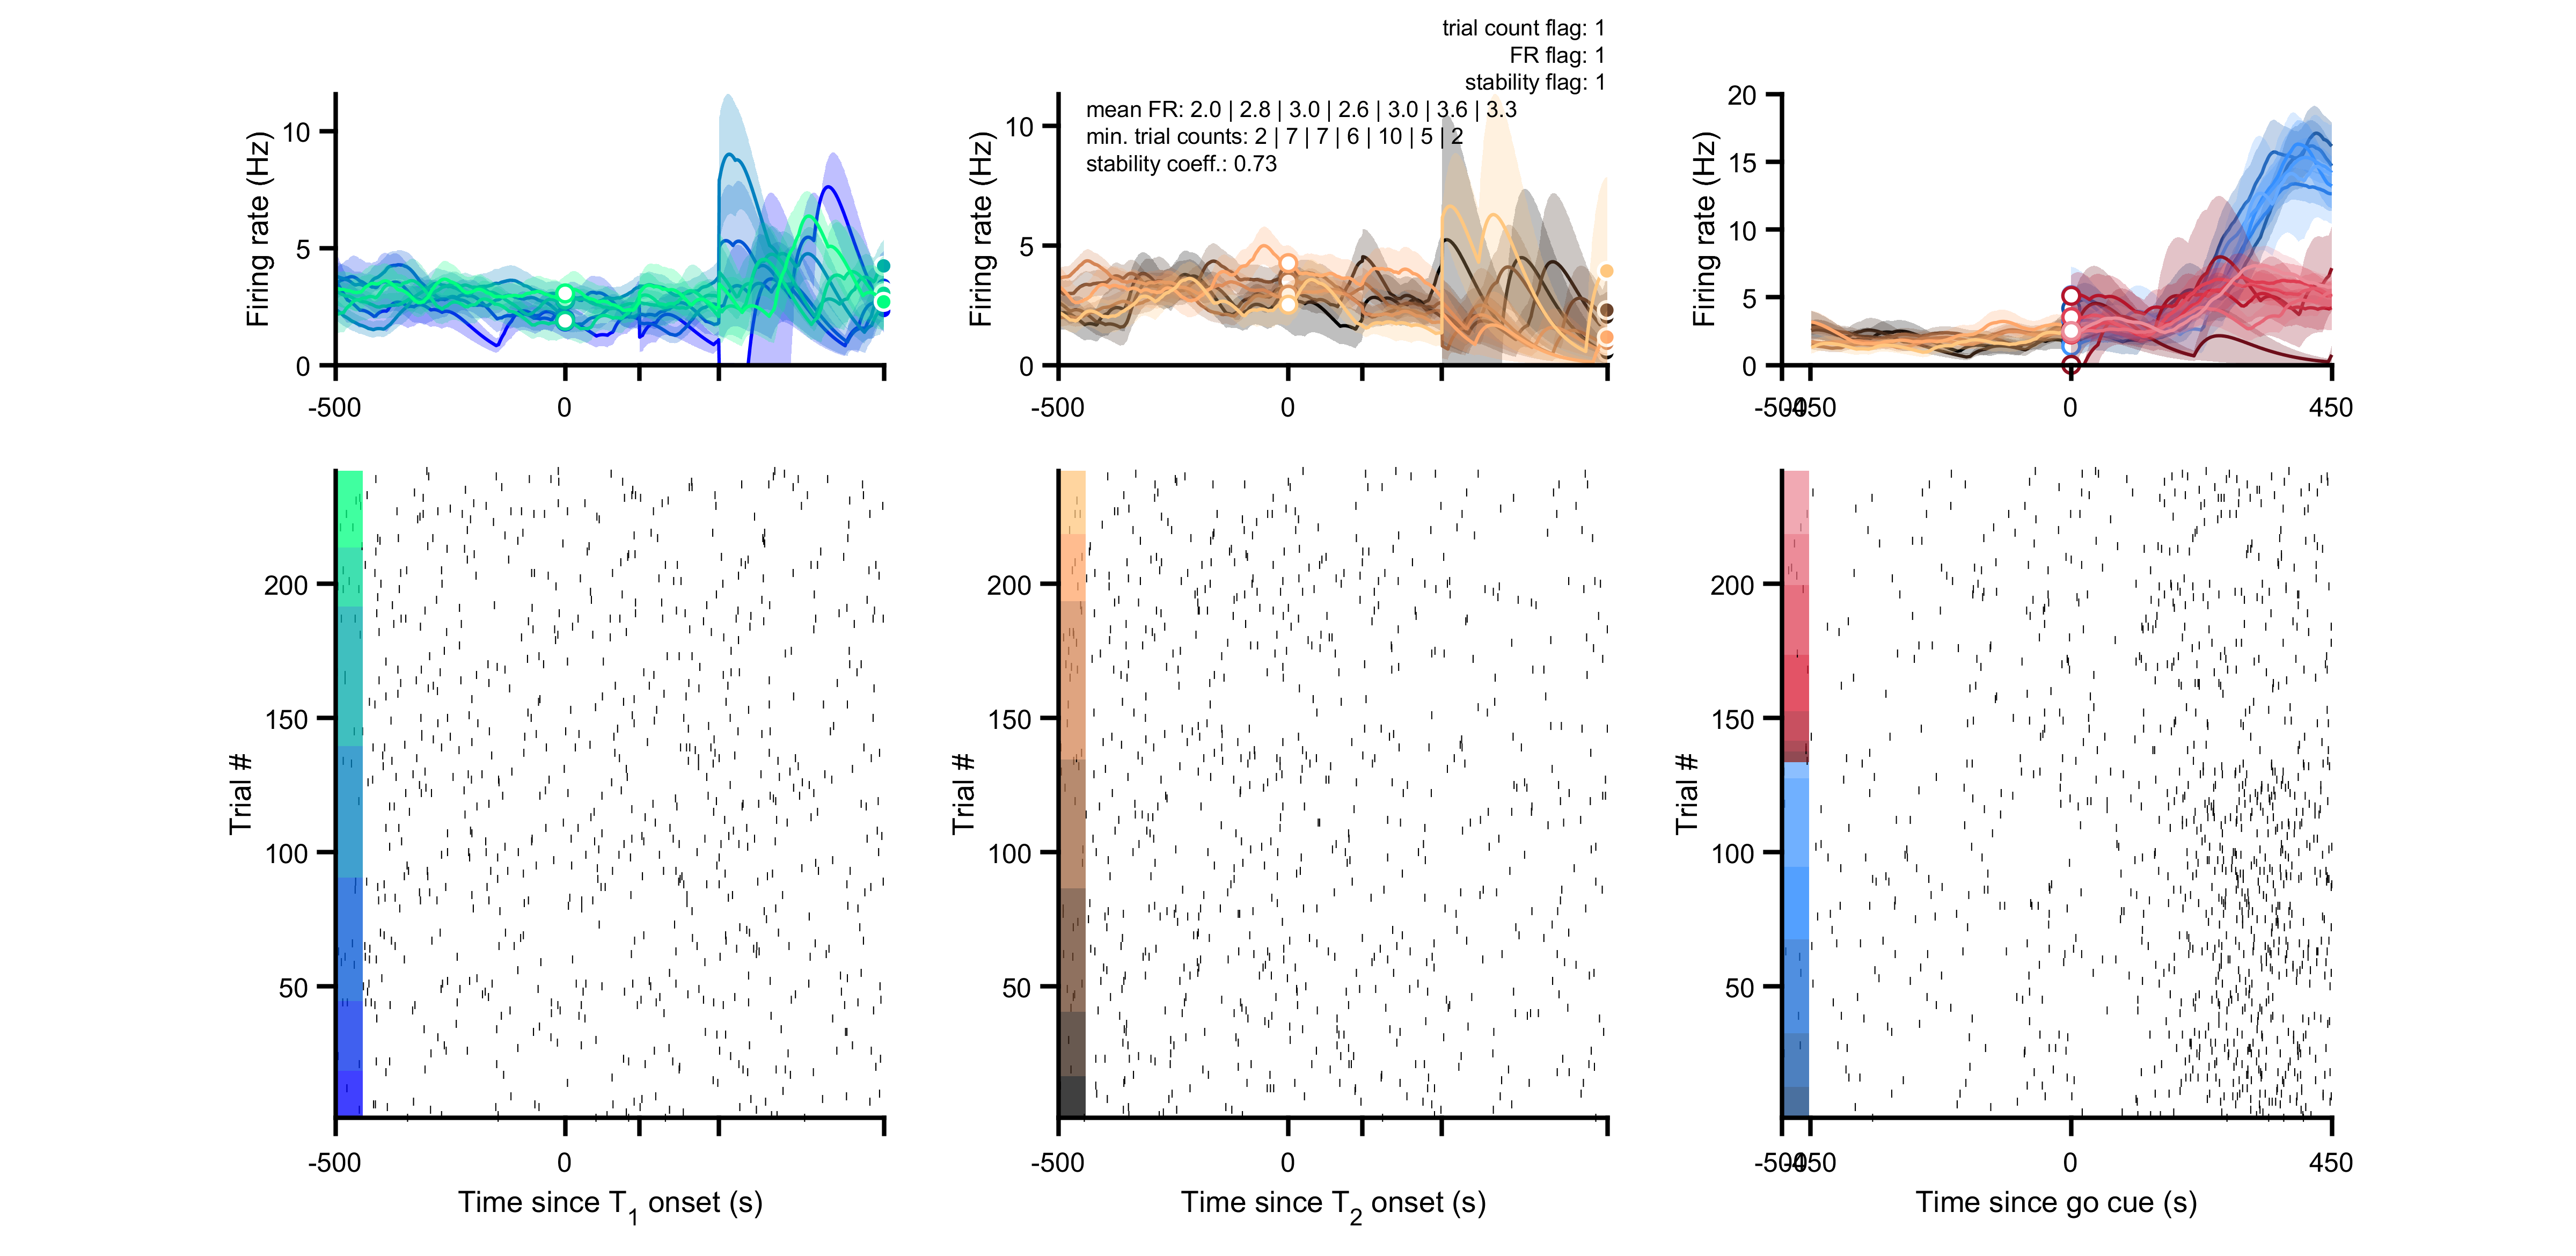 trial count flag: 1
FR flag: 1
stability flag: 1
mean FR: 2.0 | 2.8 | 3.0 | 2.6 | 3.0 | 3.6 | 3.3
min. trial counts: 2 | 7 | 7 | 6 | 10 | 5 | 2
stability coeff.: 0.73
Firing rate (Hz)
10
5
0
-500
0
Firing rate (Hz)
10
5
0
-500
0
Firing rate (Hz)
20
15
10
5
0
-500
-450
0
450
Trial #
200
150
100
50
-500
0
Time since T1 onset (s)
Trial #
200
150
100
50
-500
0
Time since T2 onset (s)
Trial #
200
150
100
50
-500
-450
0
450
Time since go cue (s)